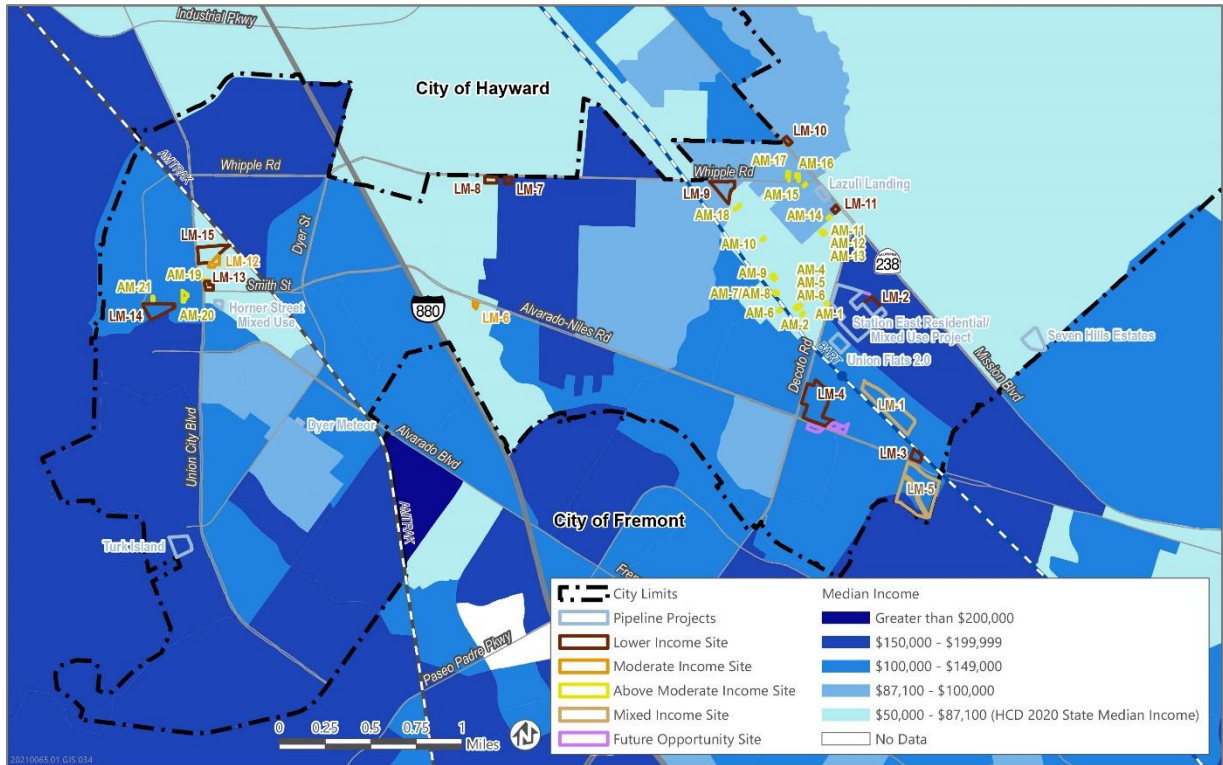 Industrial Pkwy
City of Hayward
AMTRAK
Whipple Rd
Dyer St
LM-8
LM-7
LM-10
AM-17
AM-16
Whipple Rd
LM-9
AM-15
Lazuli Landing
AM-18
AM-14
LM-11
AM-11
AM-12
AM-13
AM-10
238
LM-15
LM-12
AM-19
LM-13
Smith St
AM-21
LM-14
AM-20
Horner Street
Mixed Use
880
LM-6
Alvarado-Niles Rd
AM-9
AM-4
AM-5
AM-6
AM-7/AM-8
AM-6
AM-2
AM-1
LM-2
Station East Residential/
Mixed Use Project
Seven Hills Estates
BART
Union Flats 2.0
Decoto Rd
Mission Blvd
LM-4
LM-1
LM-3
LM-5
Union City Blvd
Dyer Meteor
Alvarado Blvd
AMTRAK
City of Fremont
Turk Island
Paseo Padre Pkwy
City Limits
Pipeline Projects
Lower Income Site
Moderate Income Site
Above Moderate Income Site
Mixed Income Site
Future Opportunity Site
Median Income
Greater than $200,000
$150,000 - $199,999
$100,000 - $149,000
$87,100 - $100,000
$50,000 - $87,100 (HCD 2020 State Median Income)
No Data
0 0.25 0.5 0.75 1
Miles
N
20210065.01 GIS 034